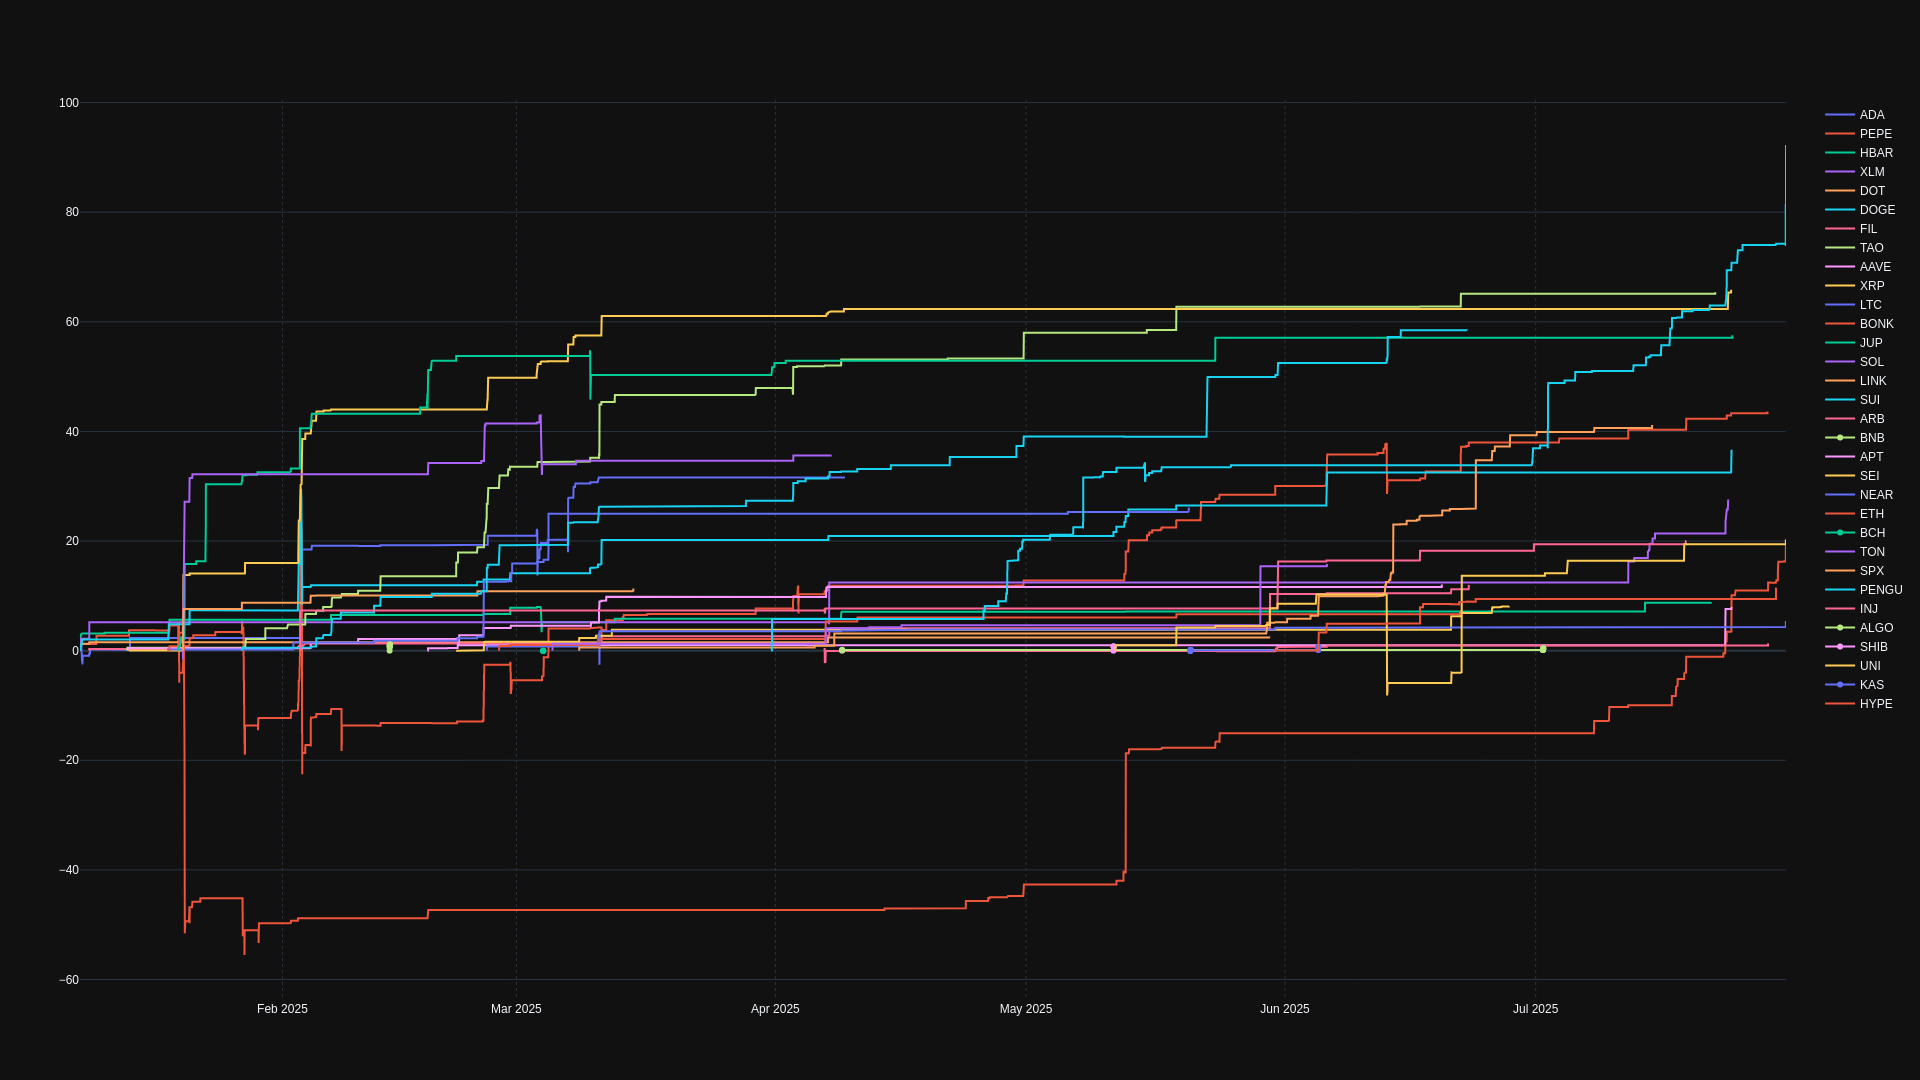 100
80
60
40
20
0
−20
−40
−60
Feb 2025
Mar 2025
Apr 2025
May 2025
Jun 2025
Jul 2025
ADA
PEPE
HBAR
XLM
DOT
DOGE
FIL
TAO
AAVE
XRP
LTC
BONK
JUP
SOL
LINK
SUI
ARB
BNB
APT
SEI
NEAR
ETH
BCH
TON
SPX
PENGU
INJ
ALGO
SHIB
UNI
KAS
HYPE